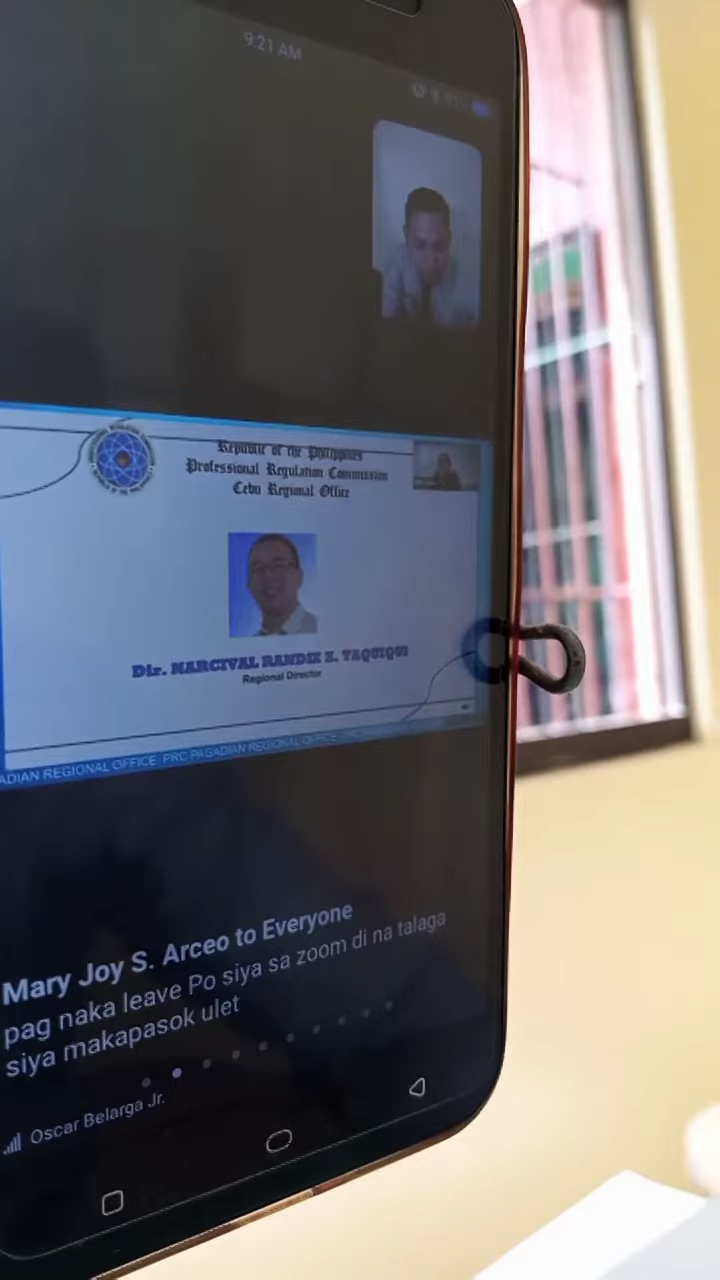 9:21 AM
Republic of the Philippines
Professional Regulation Commission
Cebu Regional Office
Dir. NARCIVAL RANDIE Z. TAQUIQUI
Regional Director
ADIAN REGIONAL OFFICE PRC PAGADIAN REGIONAL OFFICE
Mary Joy S. Arceo to Everyone
pag naka leave Po siya sa zoom di na talaga
siya makapasok ulet
Oscar Belarga Jr.